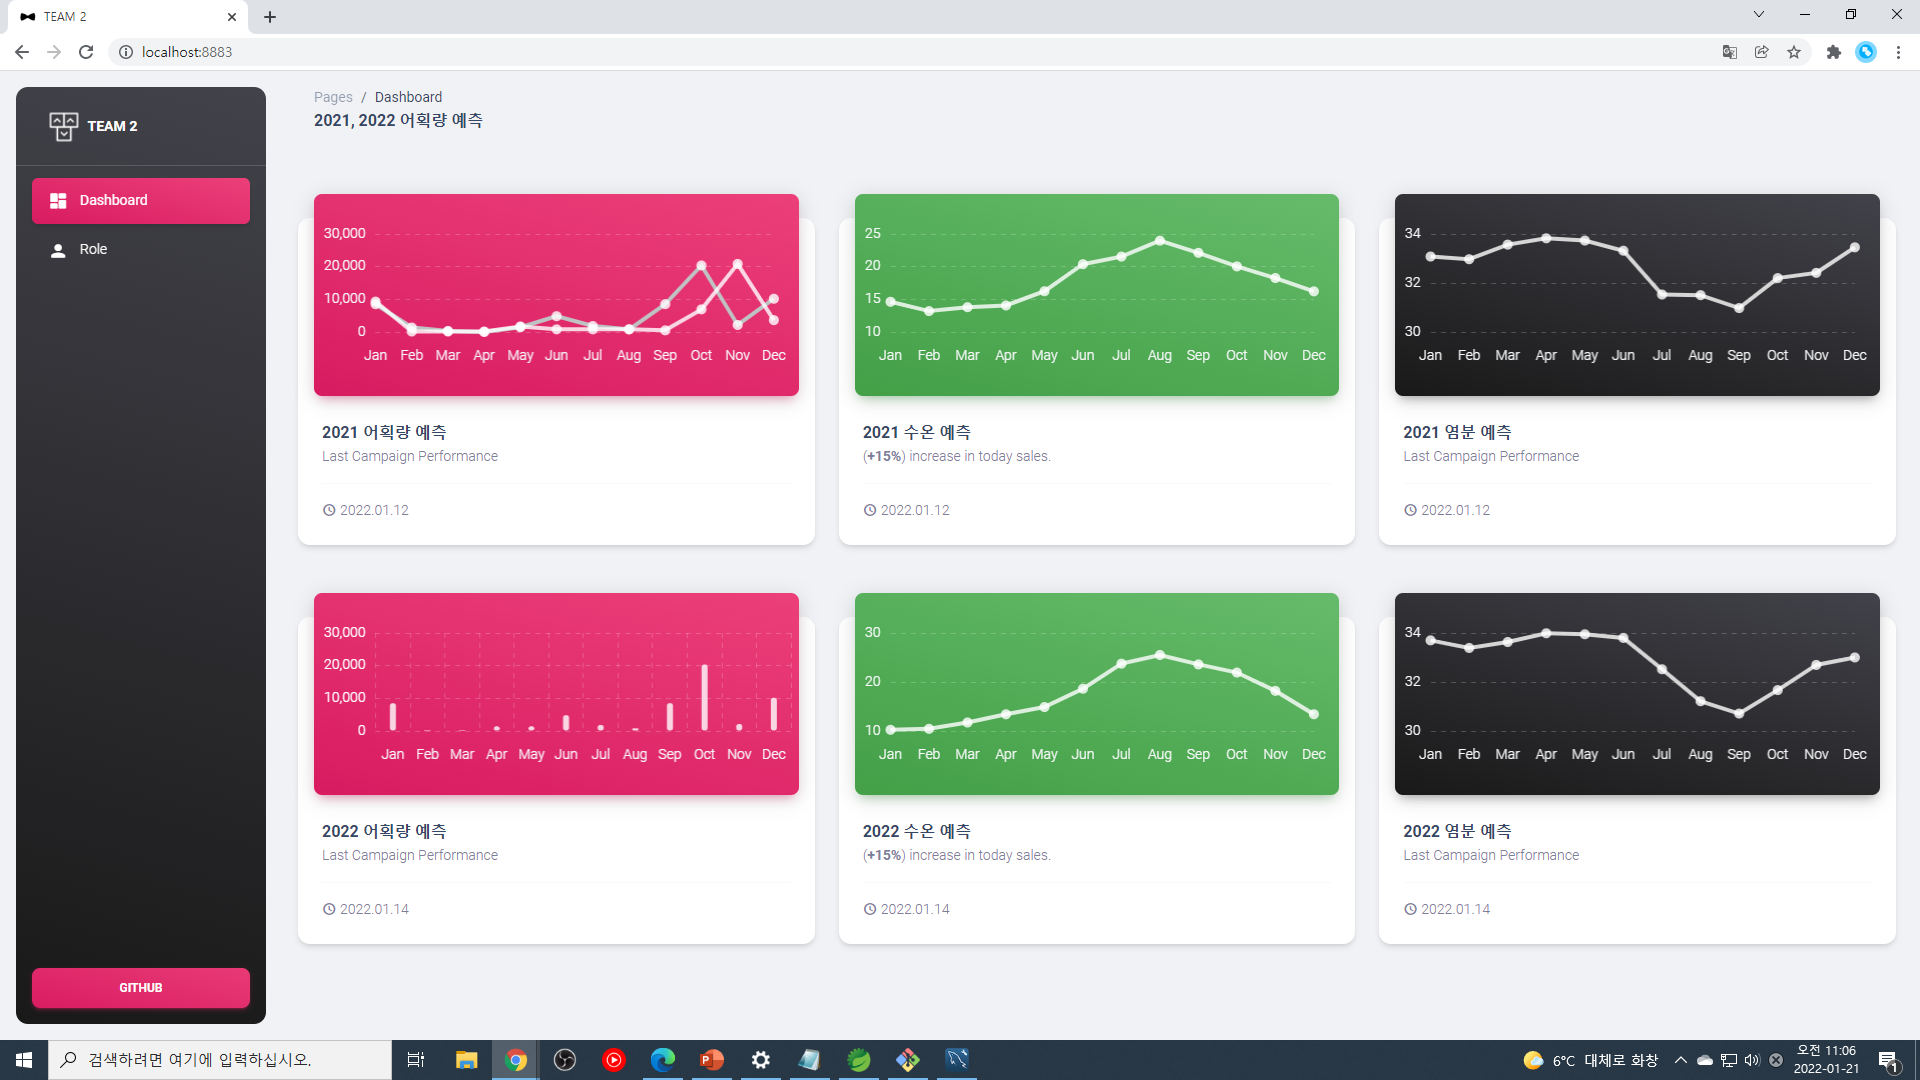 TEAM 2
localhost:8883
TEAM 2
Dashboard
Role
GITHUB
Pages / Dashboard
2021, 2022 어획량 예측
30,000
20,000
10,000
0
Jan Feb Mar Apr May Jun Jul Aug Sep Oct Nov Dec
2021 어획량 예측
Last Campaign Performance
2022.01.12
25
20
15
10
Jan Feb Mar Apr May Jun Jul Aug Sep Oct Nov Dec
2021 수온 예측
(+15%) increase in today sales.
2022.01.12
34
32
30
Jan Feb Mar Apr May Jun Jul Aug Sep Oct Nov Dec
2021 염분 예측
Last Campaign Performance
2022.01.12
30,000
20,000
10,000
0
Jan Feb Mar Apr May Jun Jul Aug Sep Oct Nov Dec
2022 어획량 예측
Last Campaign Performance
2022.01.14
30
20
10
Jan Feb Mar Apr May Jun Jul Aug Sep Oct Nov Dec
2022 수온 예측
(+15%) increase in today sales.
2022.01.14
34
32
30
Jan Feb Mar Apr May Jun Jul Aug Sep Oct Nov Dec
2022 염분 예측
Last Campaign Performance
2022.01.14
검색하려면 여기에 입력하십시오.
6°C 대체로 화창
오전 11:06
2022-01-21
1